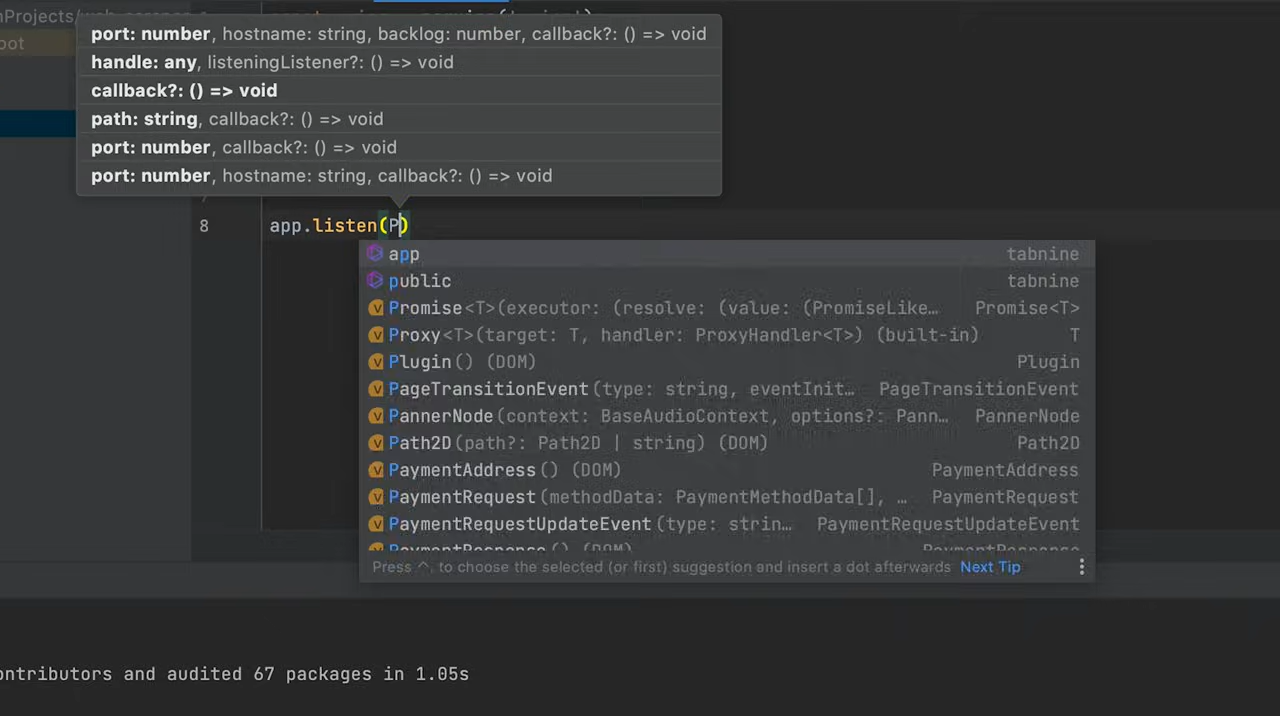 port: number, hostname: string, backlog: number, callback?: () => void
handle: any, listeningListener?: () => void
callback?: () => void
path: string, callback?: () => void
port: number, callback?: () => void
port: number, hostname: string, callback?: () => void
8 app.listen(P)
app tabnine
public tabnine
Promise<T>(executor: (resolve: (value: (PromiseLike… Promise<T>
Proxy<T>(target: T, handler: ProxyHandler<T>) (built-in) T
Plugin() (DOM) Plugin
PageTransitionEvent(type: string, eventInit… PageTransitionEvent
PannerNode(context: BaseAudioContext, options?: Pann… PannerNode
Path2D(path?: Path2D | string) (DOM) Path2D
PaymentAddress() (DOM) PaymentAddress
PaymentRequest(methodData: PaymentMethodData[], … PaymentRequest
PaymentRequestUpdateEvent(type: strin… PaymentRequestUpdateEvent
PaymentResponse() (DOM) PaymentResponse
Press ^. to choose the selected (or first) suggestion and insert a dot afterwards Next Tip
ontributors and audited 67 packages in 1.05s